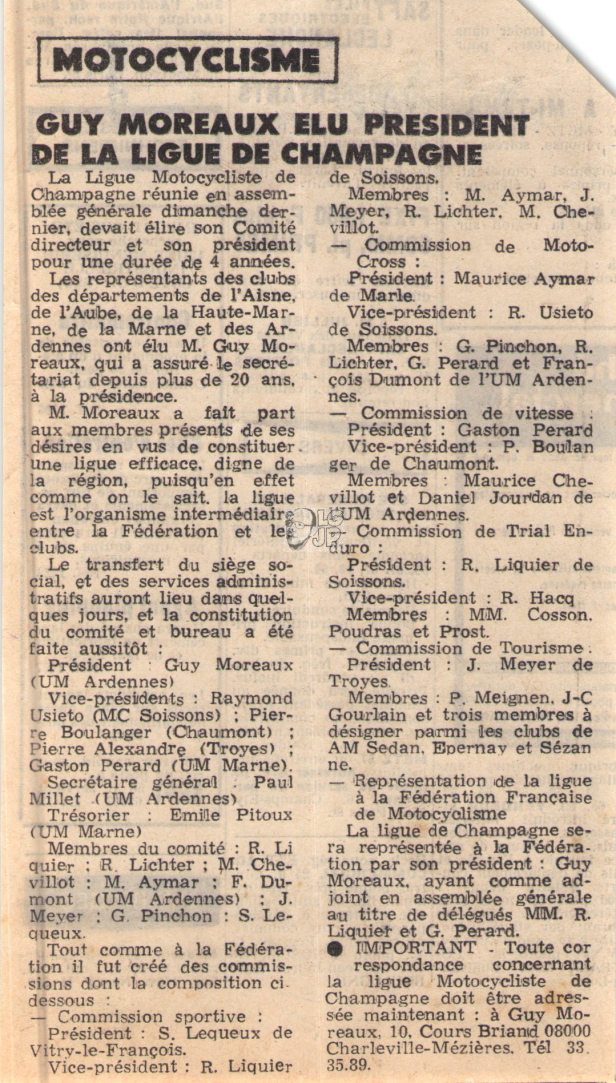 MOTOCYCLISME
GUY MOREAUX ELU PRESIDENT
DE LA LIGUE DE CHAMPAGNE
La Ligue Motocycliste de
Champagne réunie en assem-
blée générale dimanche der-
nier, devait élire son Comité
directeur et son président
pour une durée de 4 années.
Les représentants des clubs
des départements de l'Aisne,
de l'Aube, de la Haute-Mar-
ne, de la Marne et des Ar-
dennes ont élu M. Guy Mo-
reaux, qui a assuré le secré-
tariat depuis plus de 20 ans,
à la présidence.
M. Moreaux a fait part
aux membres présents de ses
désires en vus de constituer
une ligue efficace, digne de
la région, puisqu'en effet
comme on le sait, la ligue
est l'organisme intermédiaire
entre la Fédération et les
clubs.
Le transfert du siège so-
cial, et des services adminis-
tratifs auront lieu dans quel-
ques jours, et la constitution
du comité et bureau a été
faite aussitôt :
Président : Guy Moreaux
(UM Ardennes)
Vice-présidents : Raymond
Usieto (MC Soissons) ; Pier-
re Boulanger (Chaumont) ;
Pierre Alexandre (Troyes) ;
Gaston Perard (UM Marne).
Secrétaire général : Paul
Millet (UM Ardennes)
Trésorier : Emile Pitoux
(UM Marne)
Membres du comité : R. Li
quier ; R. Lichter ; M. Che-
villot : M. Aymar ; F. Du-
mont (UM Ardennes) ; J.
Meyer ; G. Pinchon : S. Le-
queux.
Tout comme à la Fédéra-
tion il fut créé des commis-
sions dont la composition ci-
dessous :
— Commission sportive :
Président : S. Lequeux de
Vitry-le-François.
Vice-président : R. Liquier
de Soissons.
Membres : M. Aymar, J.
Meyer, R. Lichter, M. Che-
villot.
— Commission de Moto-
Cross :
Président : Maurice Aymar
de Marle.
Vice-président : R. Usieto
de Soissons.
Membres : G. Pinchon, R.
Lichter, G. Perard et Fran-
çois Dumont de l'UM Arden-
nes.
— Commission de vitesse :
Président : Gaston Perard
Vice-président : P. Boulan
ger de Chaumont.
Membres : Maurice Che-
villot et Daniel Jourdan de
l'UM Ardennes.
— Commission de Trial En-
duro :
Président : R. Liquier de
Soissons.
Vice-président : R. Hacq
Membres : MM. Cosson,
Poudras et Prost.
— Commission de Tourisme :
Président : J. Meyer de
Troyes
Membres : P. Meignen, J-C
Gourlain et trois membres à
désigner parmi les clubs de
AM Sedan, Epernay et Sézan
ne.
— Représentation de la ligue
à la Fédération Française
de Motocyclisme
La ligue de Champagne se-
ra représentée à la Fédéra-
tion par son président : Guy
Moreaux, ayant comme ad-
joint en assemblée générale
au titre de délégués MM. R.
Liquier et G. Perard.
● IMPORTANT - Toute cor
respondance concernant
la ligue Motocycliste de
Champagne doit être adres-
sée maintenant : à Guy Mo-
reaux, 10, Cours Briand 08000
Charleville-Mézières. Tél 33.
35.89.